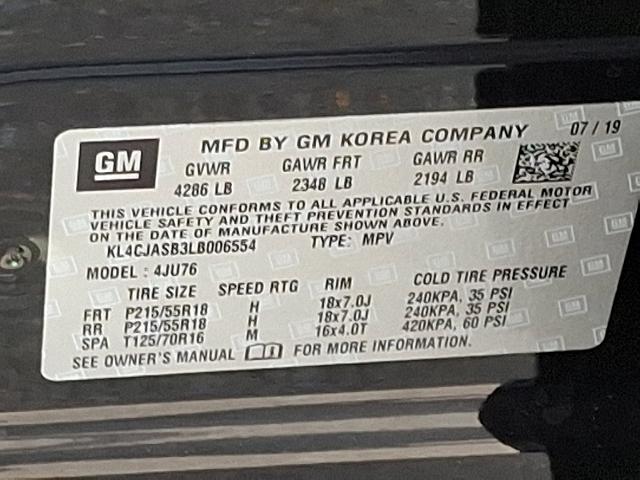 GM MFD BY GM KOREA COMPANY 07 / 19
GVWR GAWR FRT GAWR RR
4286 LB 2348 LB 2194 LB
THIS VEHICLE CONFORMS TO ALL APPLICABLE U.S. FEDERAL MOTOR
VEHICLE SAFETY AND THEFT PREVENTION STANDARDS IN EFFECT
ON THE DATE OF MANUFACTURE SHOWN ABOVE.
KL4CJASB3LB006554 TYPE: MPV
MODEL : 4JU76
TIRE SIZE SPEED RTG RIM COLD TIRE PRESSURE
FRT P215/55R18 H 18x7.0J 240KPA, 35 PSI
RR P215/55R18 H 18x7.0J 240KPA, 35 PSI
SPA T125/70R16 M 16x4.0T 420KPA, 60 PSI
SEE OWNER'S MANUAL FOR MORE INFORMATION.